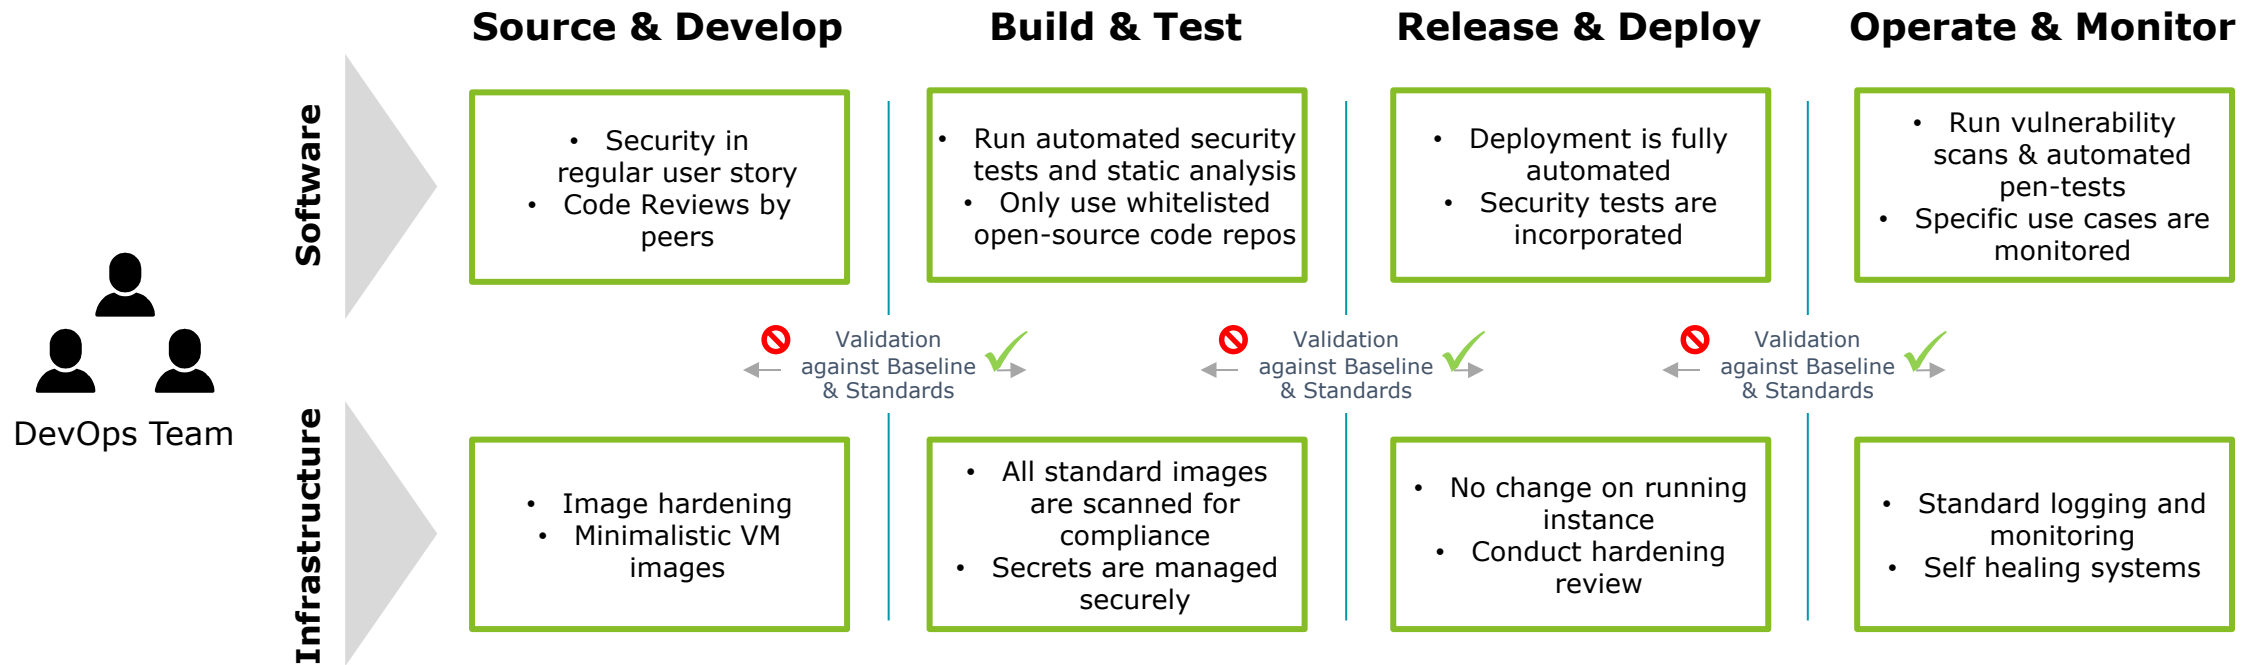 Source & Develop
Build & Test
Release & Deploy
Operate & Monitor
Software
• Security in
regular user story
• Code Reviews by
peers
• Run automated security
tests and static analysis
• Only use whitelisted
open-source code repos
• Deployment is fully
automated
• Security tests are
incorporated
• Run vulnerability
scans & automated
pen-tests
• Specific use cases are
monitored
DevOps Team
Validation
against Baseline
& Standards
Validation
against Baseline
& Standards
Validation
against Baseline
& Standards
Infrastructure
• Image hardening
• Minimalistic VM
images
• All standard images
are scanned for
compliance
• Secrets are managed
securely
• No change on running
instance
• Conduct hardening
review
• Standard logging and
monitoring
• Self healing systems